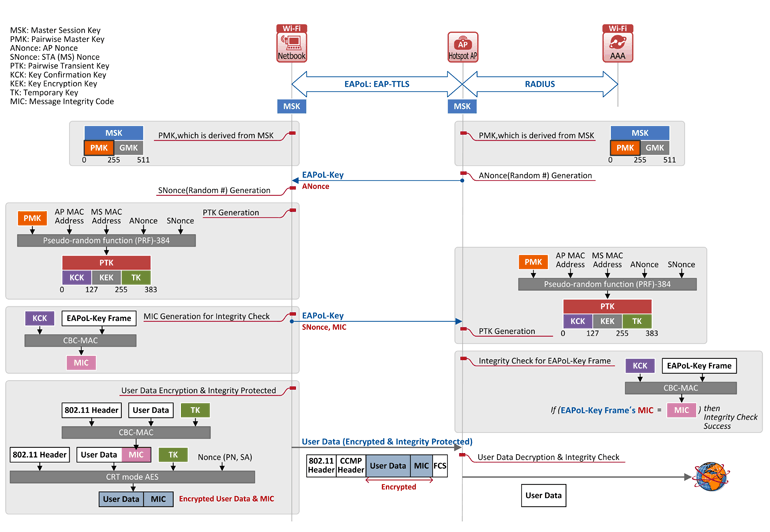 MSK: Master Session Key
PMK: Pairwise Master Key
ANonce: AP Nonce
SNonce: STA (MS) Nonce
PTK: Pairwise Transient Key
KCK: Key Confirmation Key
KEK: Key Encryption Key
TK: Temporary Key
MIC: Message Integrity Code
Wi-Fi
Netbook
Wi-Fi
AP
Hotspot AP
Wi-Fi
AAA
EAPoL: EAP-TTLS
RADIUS
MSK
MSK
MSK
PMK
GMK
0
255
511
PMK,which is derived from MSK
PMK,which is derived from MSK
MSK
PMK
GMK
0
255
511
EAPoL-Key
ANonce
ANonce(Random #) Generation
SNonce(Random #) Generation
PTK Generation
PMK
AP MAC
Address
MS MAC
Address
ANonce
SNonce
Pseudo-random function (PRF)-384
PTK
KCK
KEK
TK
0
127
255
383
PMK
AP MAC
Address
MS MAC
Address
ANonce
SNonce
Pseudo-random function (PRF)-384
PTK
KCK
KEK
TK
0
127
255
383
PTK Generation
MIC Generation for Integrity Check
KCK
EAPoL-Key Frame
CBC-MAC
MIC
EAPoL-Key
SNonce, MIC
Integrity Check for EAPoL-Key Frame
KCK
EAPoL-Key Frame
CBC-MAC
If (EAPoL-Key Frame's MIC =
MIC
) then
Integrity Check
Success
User Data Encryption & Integrity Protected
802.11 Header
User Data
TK
CBC-MAC
802.11 Header
User Data
MIC
TK
Nonce (PN, SA)
CRT mode AES
User Data
MIC
Encrypted User Data & MIC
User Data (Encrypted & Integrity Protected)
802.11
Header
CCMP
Header
User Data
MIC
FCS
Encrypted
User Data Decryption & Integrity Check
User Data